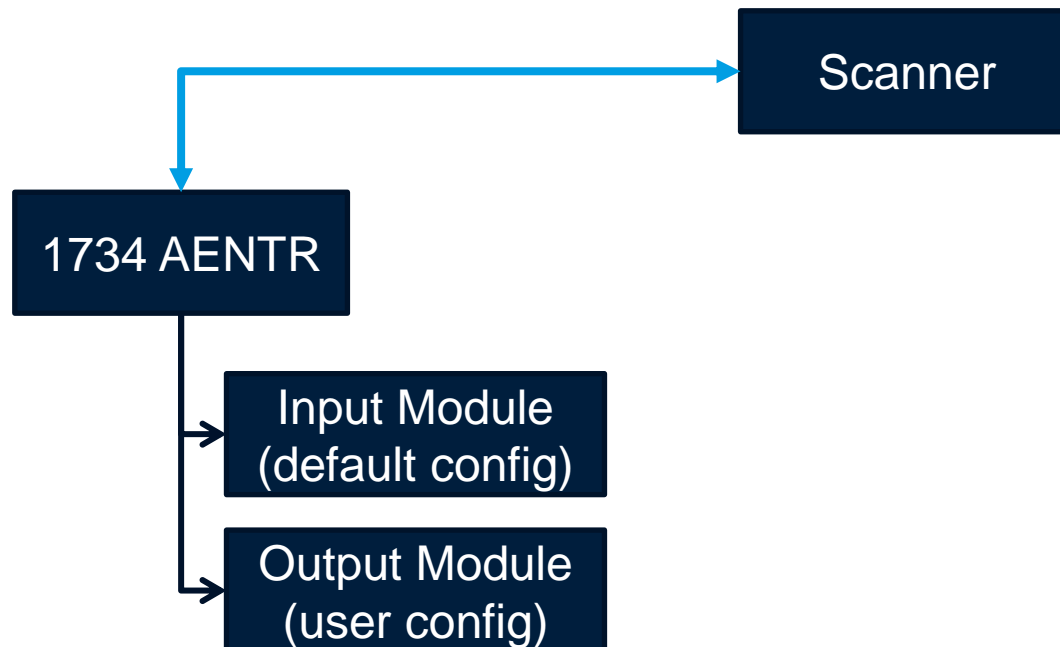 Scanner
1734 AENTR
Input Module
(default config)
Output Module
(user config)